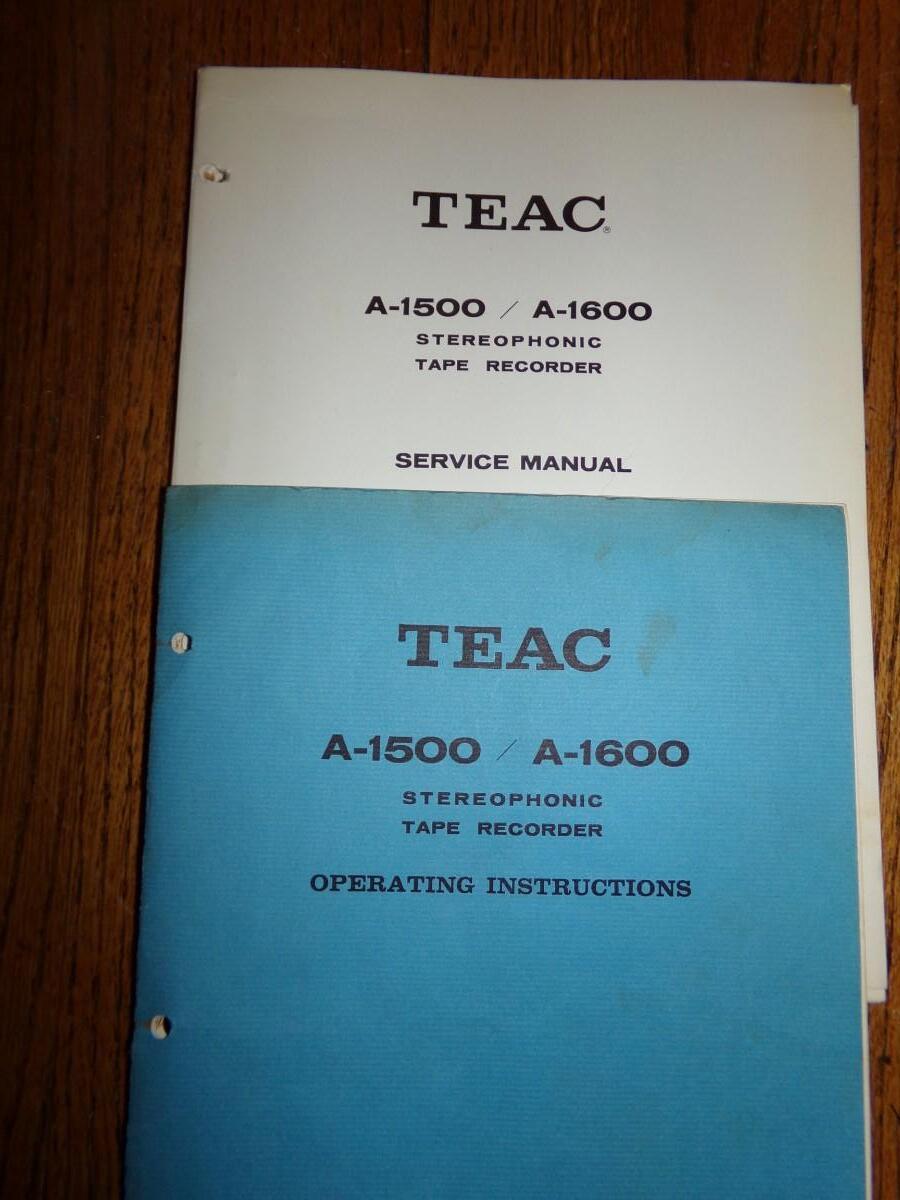 TEAC®
A-1500 / A-1600
STEREOPHONIC
TAPE RECORDER
SERVICE MANUAL
TEAC
A-1500 / A-1600
STEREOPHONIC
TAPE RECORDER
OPERATING INSTRUCTIONS